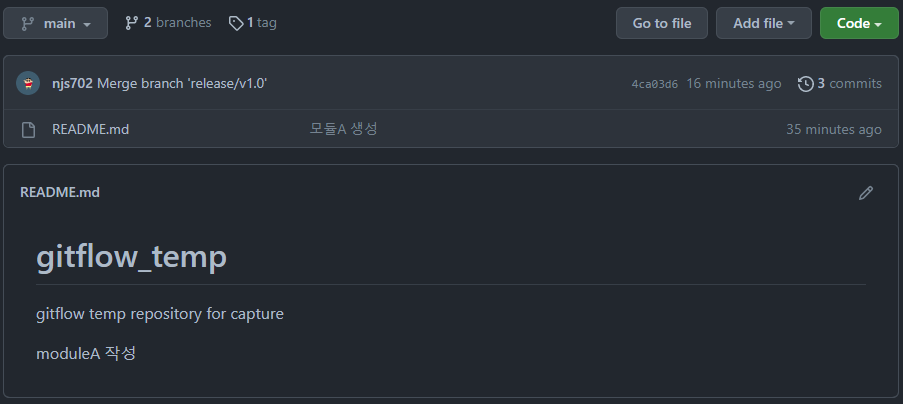 main 2 branches 1 tag Go to file Add file Code
njs702 Merge branch 'release/v1.0' 4ca03d6 16 minutes ago 3 commits
README.md 모듈A 생성 35 minutes ago
README.md
gitflow_temp
gitflow temp repository for capture
moduleA 작성